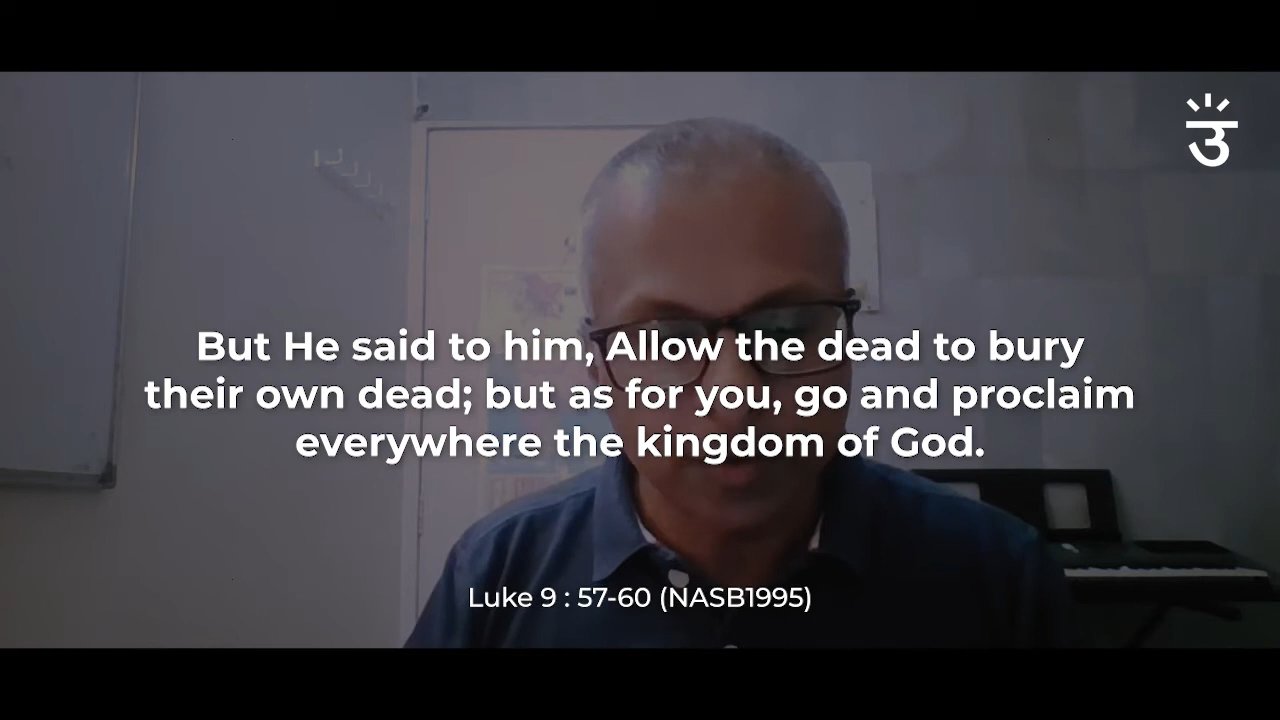 उ
But He said to him, Allow the dead to bury
their own dead; but as for you, go and proclaim
everywhere the kingdom of God.
Luke 9 : 57-60 (NASB1995)